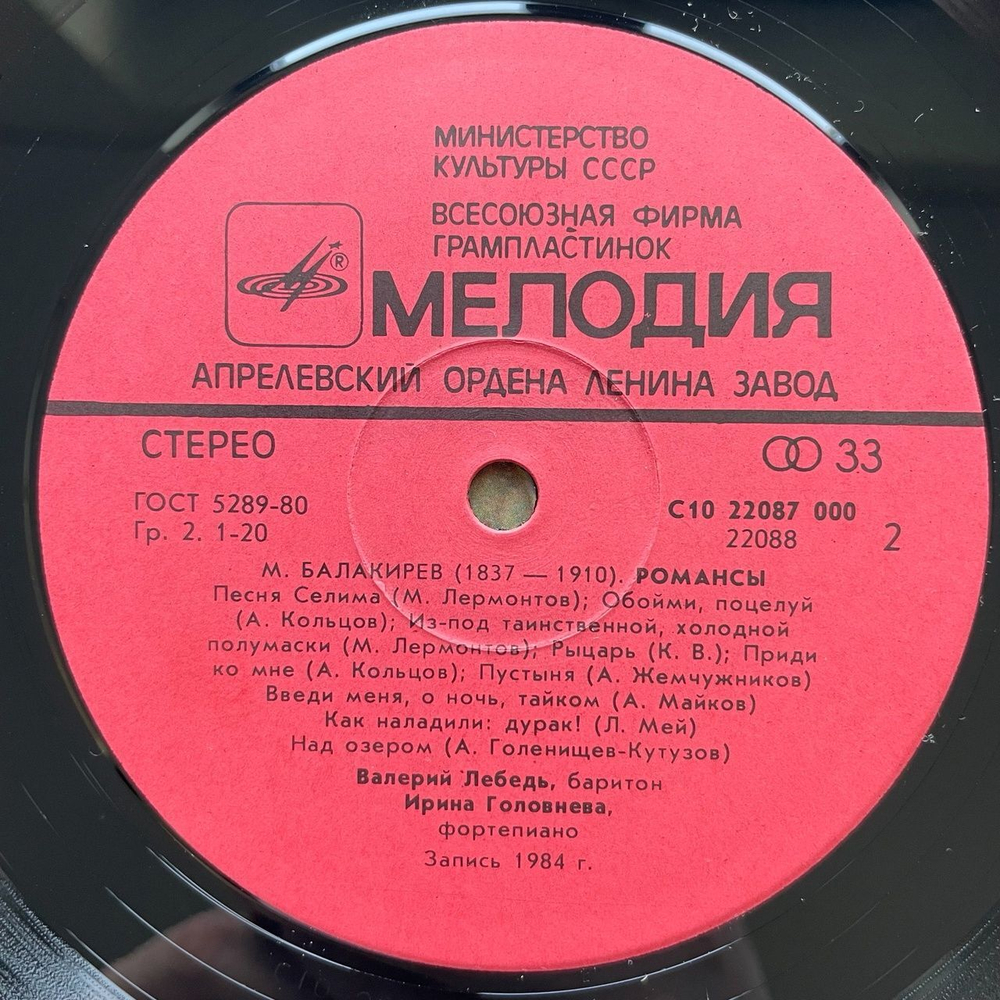 МИНИСТЕРСТВО
КУЛЬТУРЫ СССР
ВСЕСОЮЗНАЯ ФИРМА
ГРАМПЛАСТИНОК
®
МЕЛОДИЯ
АПРЕЛЕВСКИЙ ОРДЕНА ЛЕНИНА ЗАВОД
СТЕРЕО
33
ГОСТ 5289-80
Гр. 2. 1-20
С10 22087 000
22088
2
М. БАЛАКИРЕВ (1837 — 1910). РОМАНСЫ
Песня Селима (М. Лермонтов); Обойми, поцелуй
(А. Кольцов); Из-под таинственной, холодной
полумаски (М. Лермонтов); Рыцарь (К. В.); Приди
ко мне (А. Кольцов); Пустыня (А. Жемчужников)
Введи меня, о ночь, тайком (А. Майков)
Как наладили: дурак! (Л. Мей)
Над озером (А. Голенищев-Кутузов)
Валерий Лебедь, баритон
Ирина Головнева,
фортепиано
Запись 1984 г.